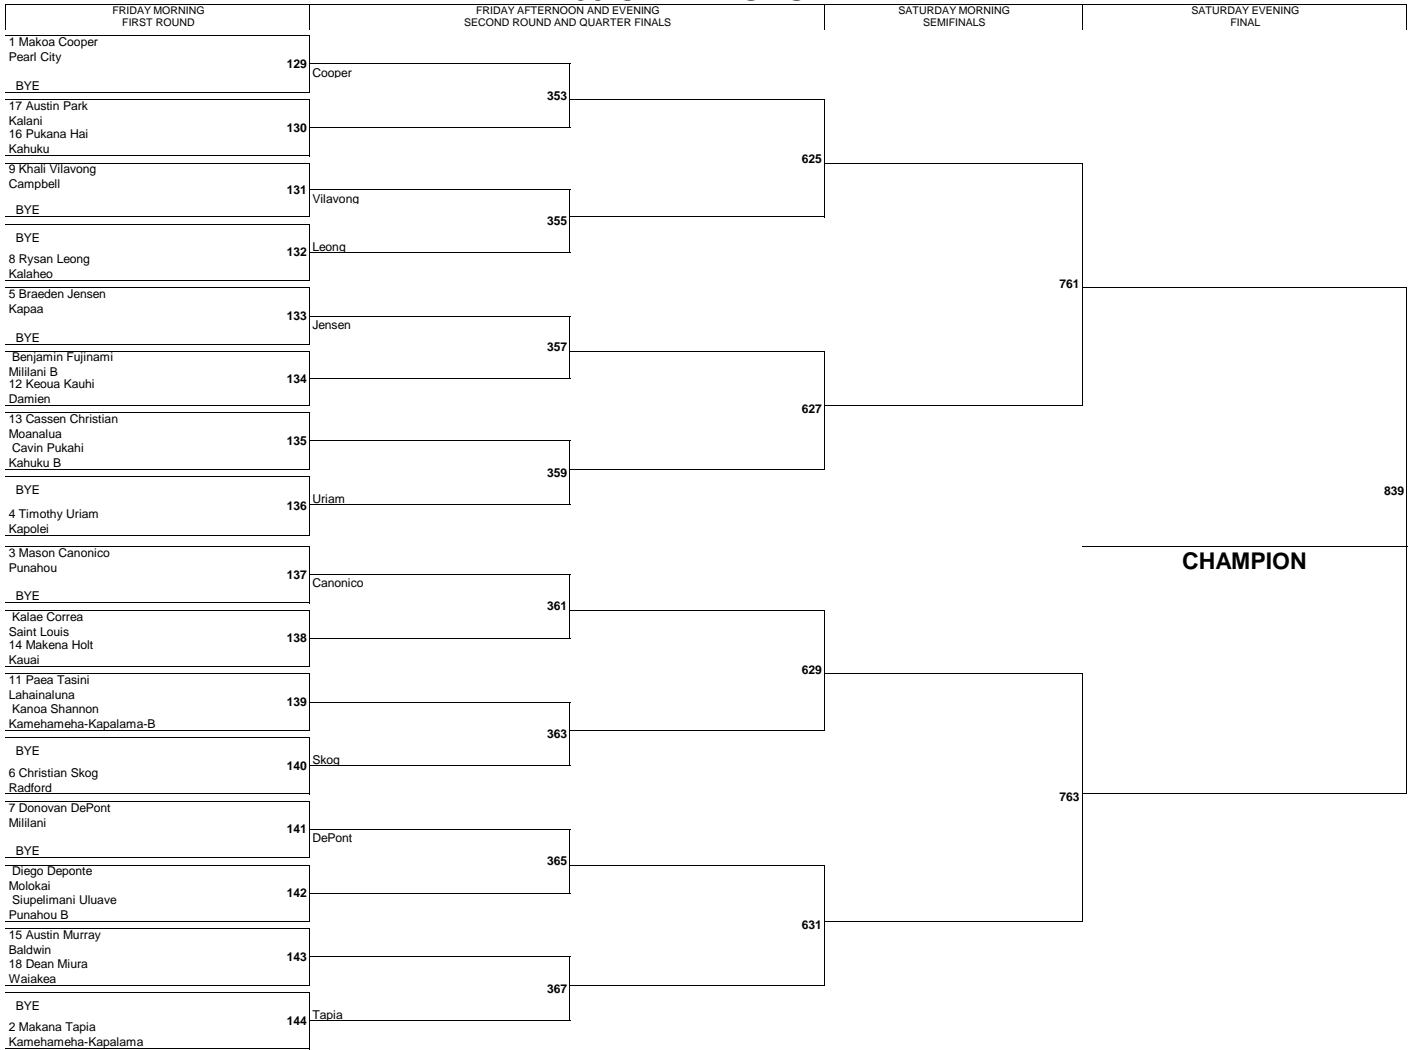 FRIDAY MORNING
FIRST ROUND
FRIDAY AFTERNOON AND EVENING
SECOND ROUND AND QUARTER FINALS
SATURDAY MORNING
SEMIFINALS
SATURDAY EVENING
FINAL
1 Makoa Cooper
Pearl City
129
BYE
Cooper
353
17 Austin Park
Kalani
130
16 Pukana Hai
Kahuku
625
9 Khali Vilavong
Campbell
131
BYE
Vilavong
355
BYE
132
Leong
8 Rysan Leong
Kalaheo
761
5 Braeden Jensen
Kapaa
133
BYE
Jensen
357
Benjamin Fujinami
Mililani B
134
12 Keoua Kauhi
Damien
627
13 Cassen Christian
Moanalua
135
Cavin Pukahi
Kahuku B
359
BYE
136
Uriam
4 Timothy Uriam
Kapolei
839
3 Mason Canonico
Punahou
137
BYE
Canonico
CHAMPION
361
Kalae Correa
Saint Louis
138
14 Makena Holt
Kauai
629
11 Paea Tasini
Lahainaluna
139
Kanoa Shannon
Kamehameha-Kapalama-B
363
BYE
140
Skog
6 Christian Skog
Radford
763
7 Donovan DePont
Mililani
141
BYE
DePont
365
Diego Deponte
Molokai
142
Siupelimani Uluave
Punahou B
631
15 Austin Murray
Baldwin
143
18 Dean Miura
Waiakea
367
BYE
144
Tapia
2 Makana Tapia
Kamehameha-Kapalama